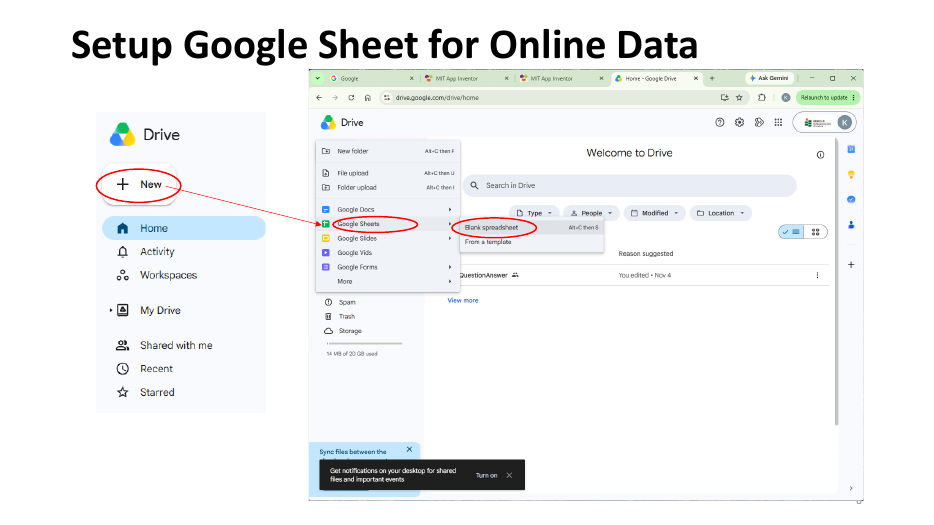 Setup Google Sheet for Online Data
Drive
New
Home
Activity
Workspaces
My Drive
Shared with me
Recent
Starred
Google
MIT App Inventor
MIT App Inventor
Home - Google Drive
Ask Gemini
drive.google.com/drive/home
K
Relaunch to update
Drive
K
New folder Alt+C then F
File upload Alt+C then U
Folder upload Alt+C then I
Google Docs
Google Sheets
Google Slides
Google Vids
Google Forms
More
Blank spreadsheet Alt+C then S
From a template
Spam
Trash
Storage
14 MB of 20 GB used
Welcome to Drive
Search in Drive
Type People Modified Location
Reason suggested
QuestionAnswer You edited • Nov 4
View more
Sync files between the
Get notifications on your desktop for shared
files and important events
Turn on